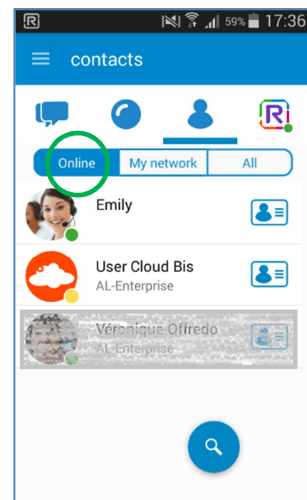 R 59% 17:36
contacts
R
Online My network All
Emily
User Cloud Bis
AL-Enterprise
Véronique Offredo
AL-Enterprise